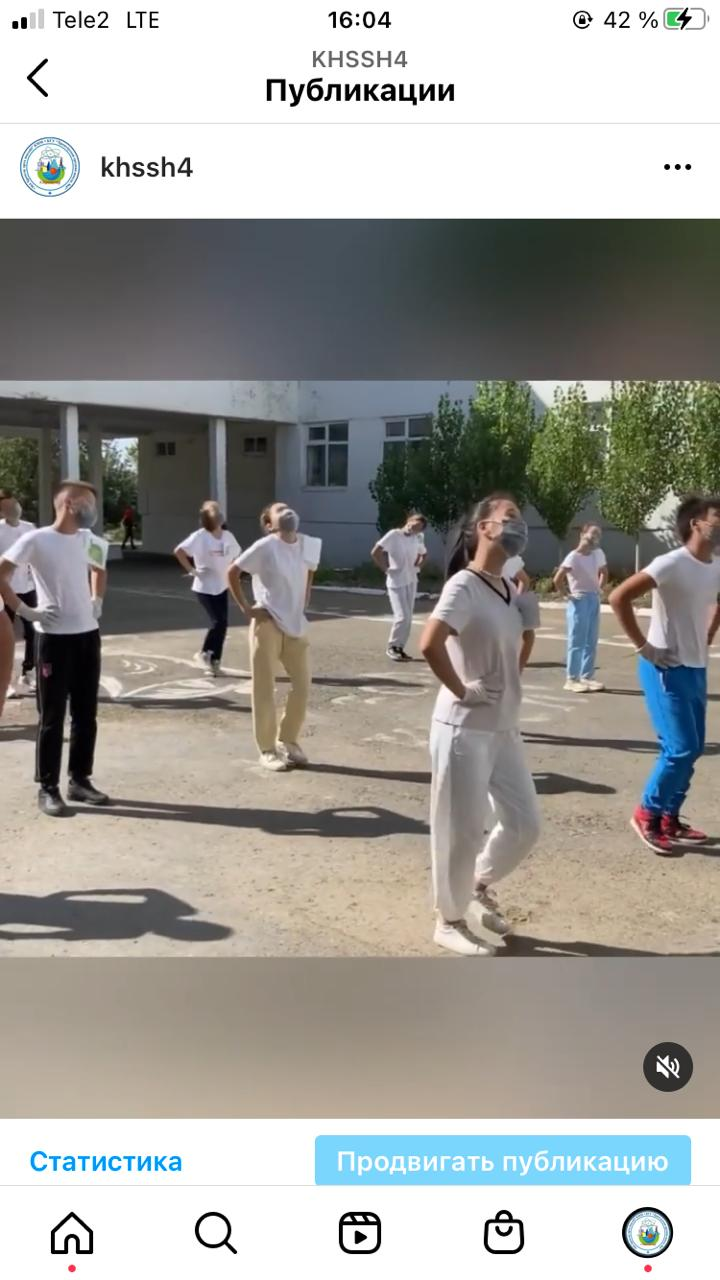 Tele2 LTE
16:04
42 %
KHSSH4
Публикации
khssh4
Статистика
Продвигать публикацию